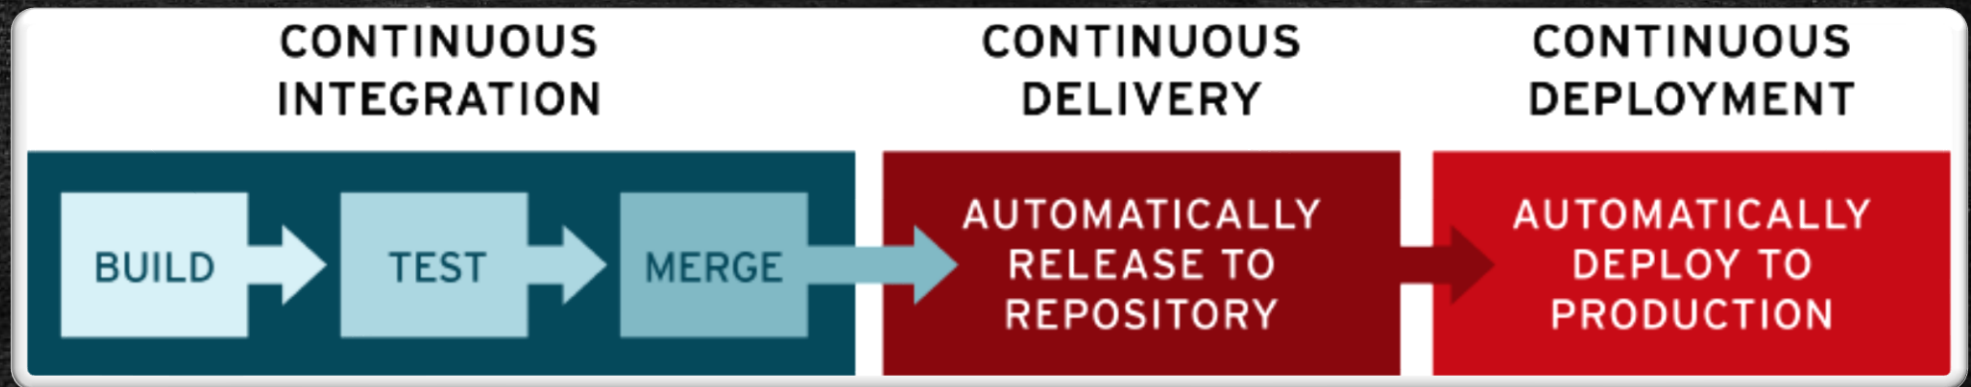 CONTINUOUS
INTEGRATION
BUILD
TEST
MERGE
CONTINUOUS
DELIVERY
AUTOMATICALLY
RELEASE TO
REPOSITORY
CONTINUOUS
DEPLOYMENT
AUTOMATICALLY
DEPLOY TO
PRODUCTION